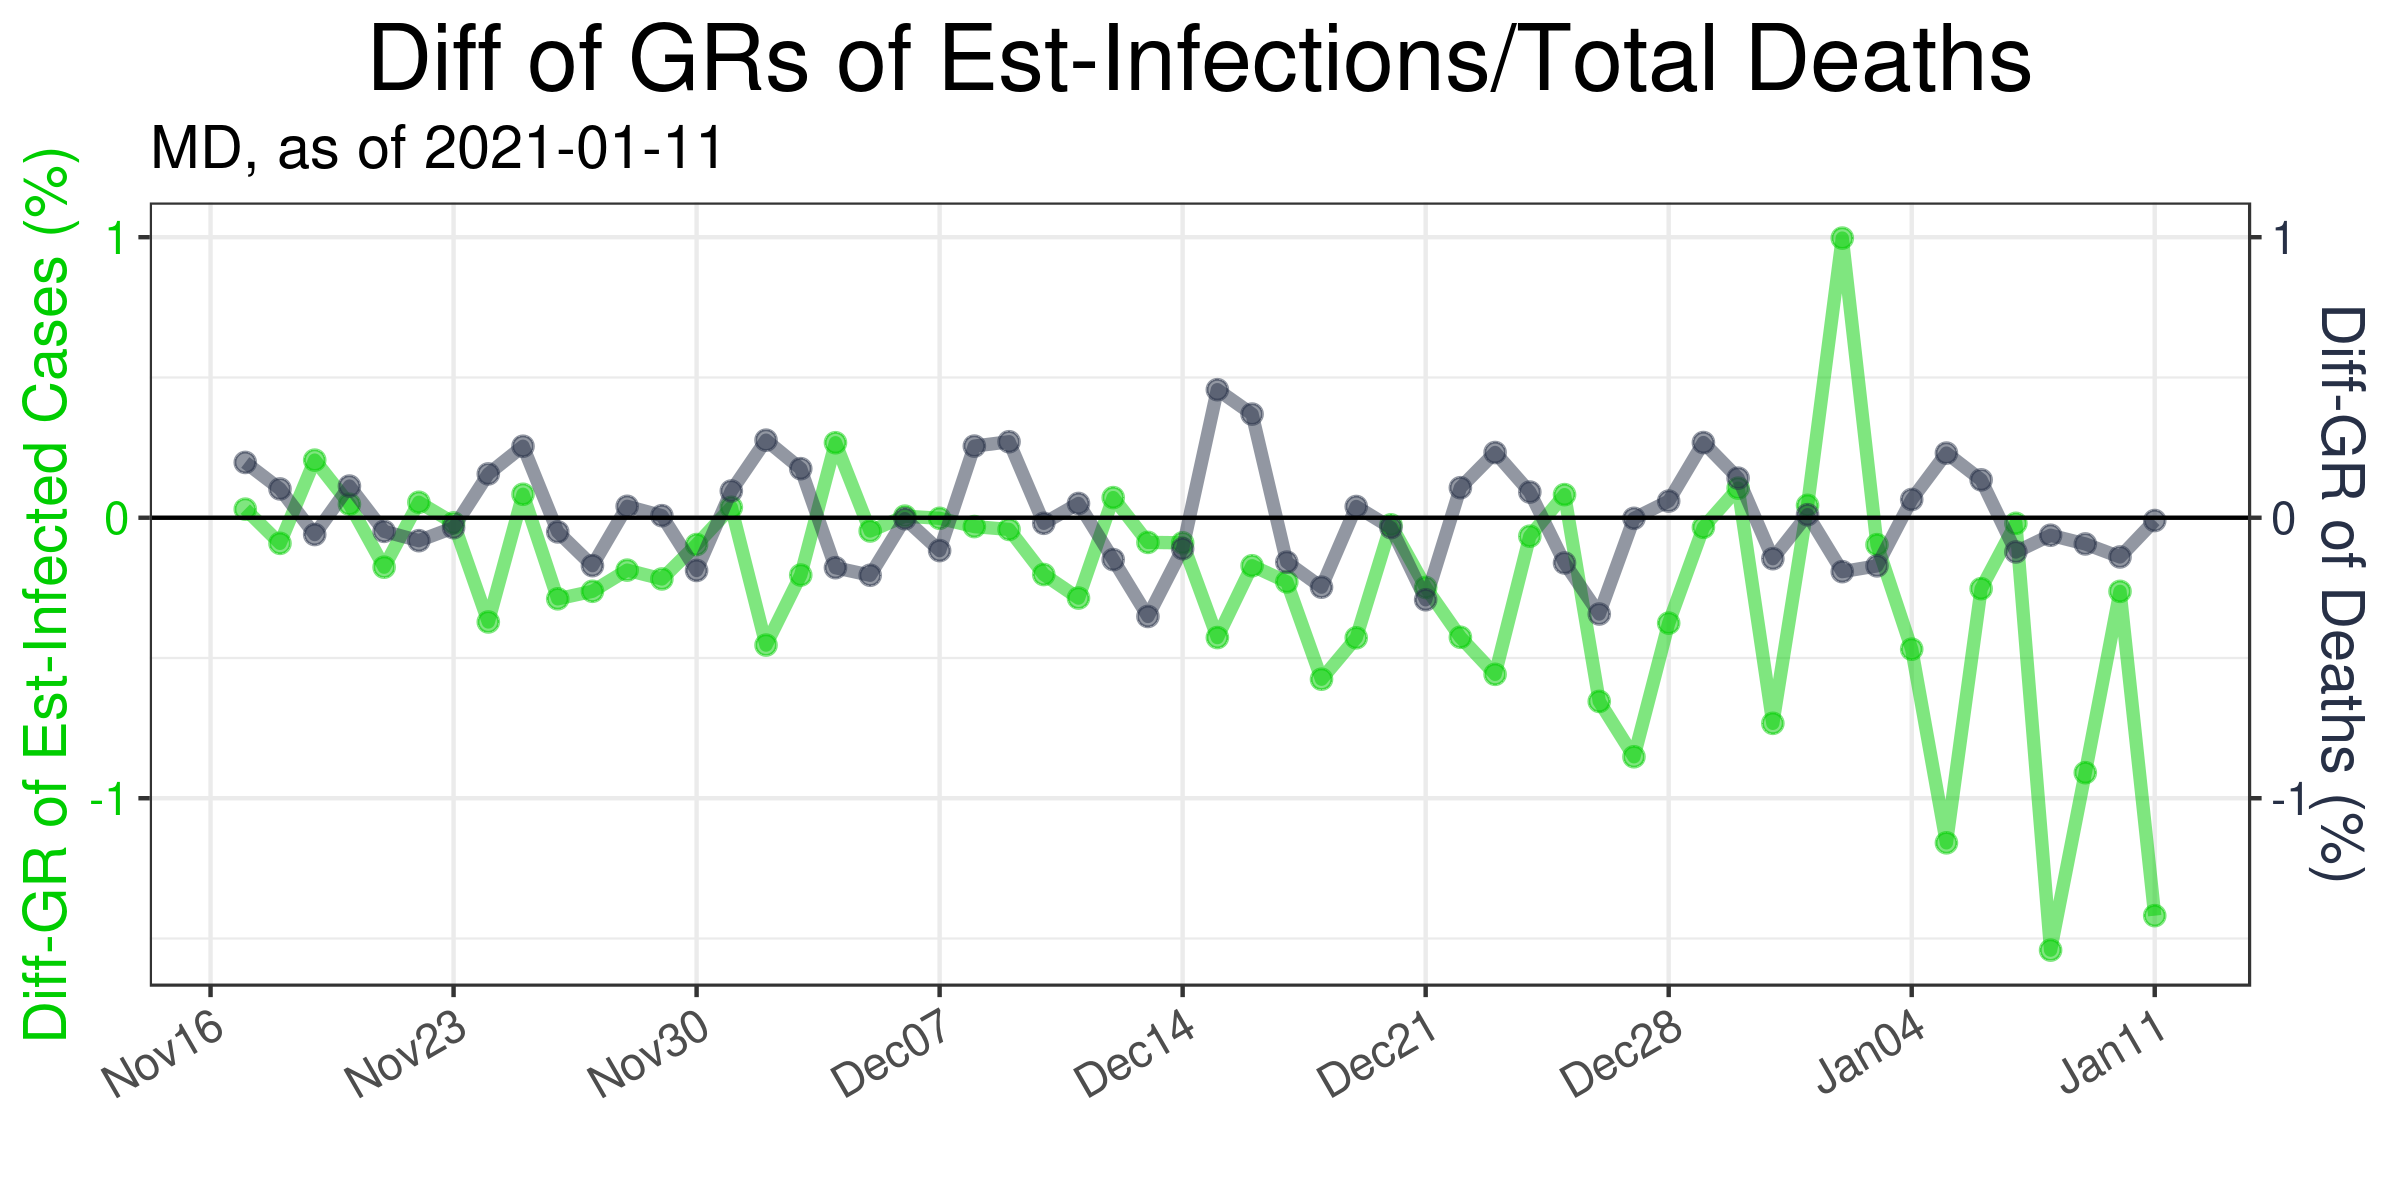 Diff of GRs of Est-Infections/Total Deaths
MD, as of 2021-01-11
Diff-GR of Est-Infected Cases (%)
1
0
-1
1
0
-1
Diff-GR of Deaths (%)
Nov16
Nov23
Nov30
Dec07
Dec14
Dec21
Dec28
Jan04
Jan11